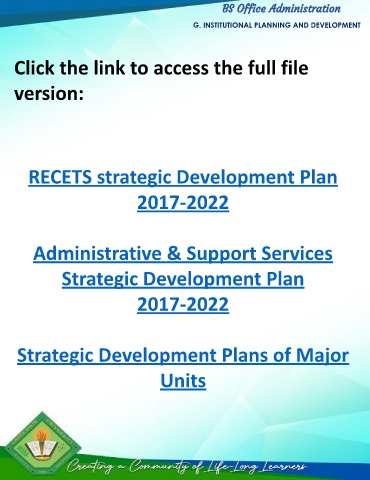 BS Office Administration
G. INSTITUTIONAL PLANNING AND DEVELOPMENT
Click the link to access the full file
version:
RECETS strategic Development Plan
2017-2022
Administrative & Support Services
Strategic Development Plan
2017-2022
Strategic Development Plans of Major
Units
Creating a Community of Life-Long Learners